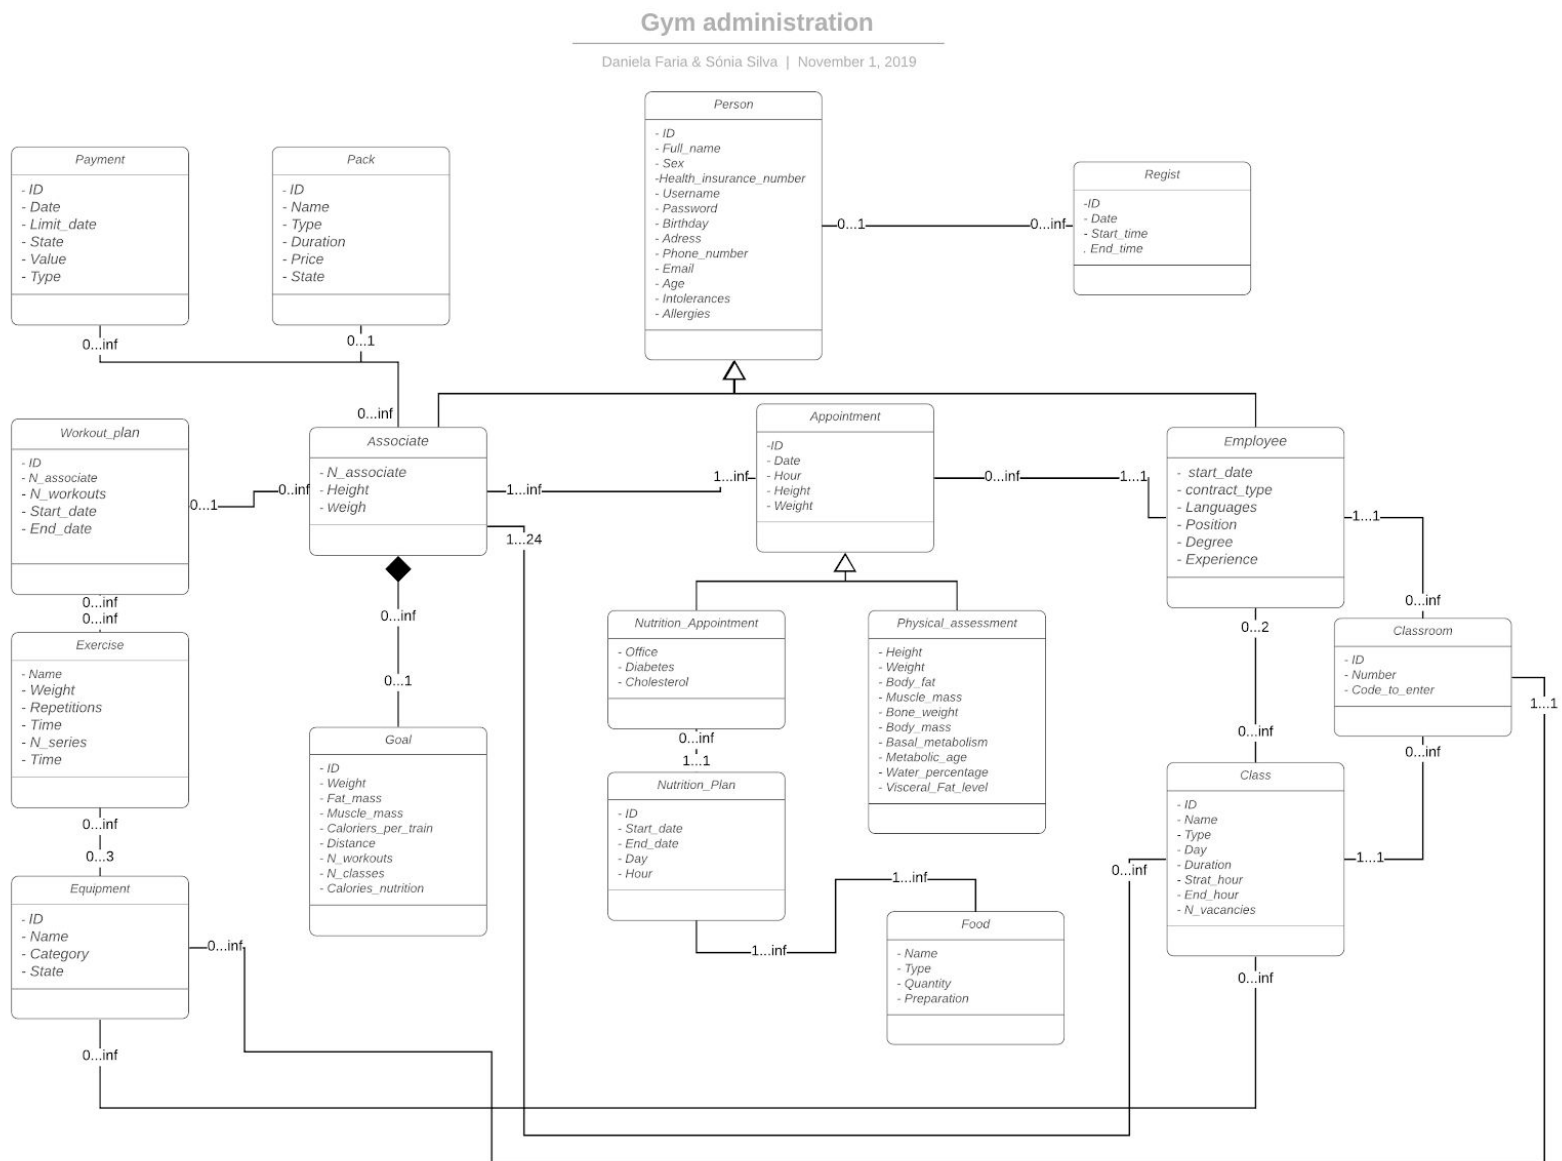 Gym administration
Daniela Faria & Sónia Silva | November 1, 2019
Person
- ID
- Full_name
- Sex
-Health_insurance_number
- Username
- Password
- Birthday
- Adress
- Phone_number
- Email
- Age
- Intolerances
- Allergies
Payment
- ID
- Date
- Limit_date
- State
- Value
- Type
Pack
- ID
- Name
- Type
- Duration
- Price
- State
Regist
-ID
- Date
- Start_time
. End_time
0...1
0...inf
0...inf
0...1
0...inf
Workout_plan
- ID
- N_associate
- N_workouts
- Start_date
- End_date
0...1
0..inf
Associate
- N_associate
- Height
- weigh
1...inf
1...inf
1...24
Appointment
-ID
- Date
- Hour
- Height
- Weight
0...inf
1...1
Employee
- start_date
- contract_type
- Languages
- Position
- Degree
- Experience
1...1
0...inf
0...inf
0...inf
Exercise
- Name
- Weight
- Repetitions
- Time
- N_series
- Time
0...inf
0...1
Goal
- ID
- Weight
- Fat_mass
- Muscle_mass
- Caloriers_per_train
- Distance
- N_workouts
- N_classes
- Calories_nutrition
Nutrition_Appointment
- Office
- Diabetes
- Cholesterol
0...inf
1...1
Nutrition_Plan
- ID
- Start_date
- End_date
- Day
- Hour
Physical_assessment
- Height
- Weight
- Body_fat
- Muscle_mass
- Bone_weight
- Body_mass
- Basal_metabolism
- Metabolic_age
- Water_percentage
- Visceral_Fat_level
0...2
0...inf
Classroom
- ID
- Number
- Code_to_enter
1...1
0...inf
Class
- ID
- Name
- Type
- Day
- Duration
- Strat_hour
- End_hour
- N_vacancies
1...1
0...inf
0...inf
0...inf
0...3
Equipment
- ID
- Name
- Category
- State
0...inf
0...inf
1...inf
1...inf
Food
- Name
- Type
- Quantity
- Preparation